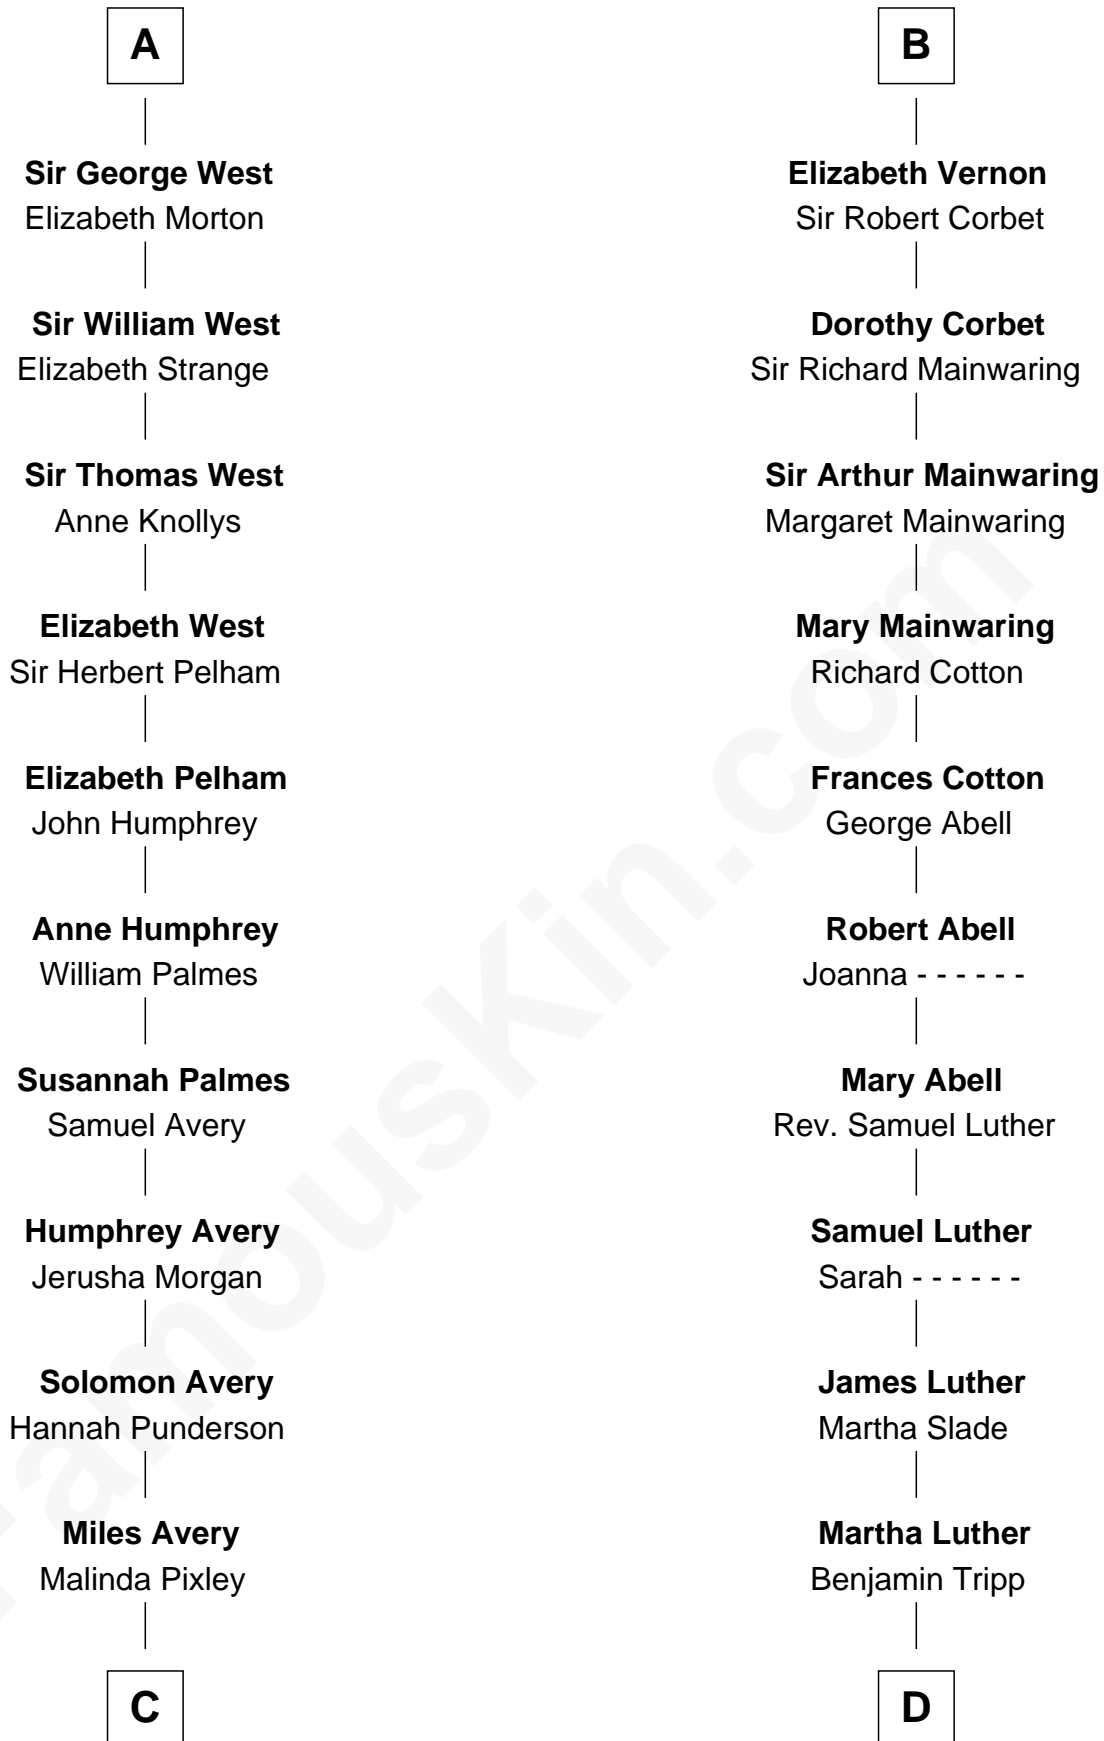 A
Sir George West
Elizabeth Morton
Sir William West
Elizabeth Strange
Sir Thomas West
Anne Knollys
Elizabeth West
Sir Herbert Pelham
Elizabeth Pelham
John Humphrey
Anne Humphrey
William Palmes
Susannah Palmes
Samuel Avery
Humphrey Avery
Jerusha Morgan
Solomon Avery
Hannah Punderson
Miles Avery
Malinda Pixley
C
B
Elizabeth Vernon
Sir Robert Corbet
Dorothy Corbet
Sir Richard Mainwaring
Sir Arthur Mainwaring
Margaret Mainwaring
Mary Mainwaring
Richard Cotton
Frances Cotton
George Abell
Robert Abell
Joanna - - - - - -
Mary Abell
Rev. Samuel Luther
Samuel Luther
Sarah - - - - - -
James Luther
Martha Slade
Martha Luther
Benjamin Tripp
D
FamousKin.com